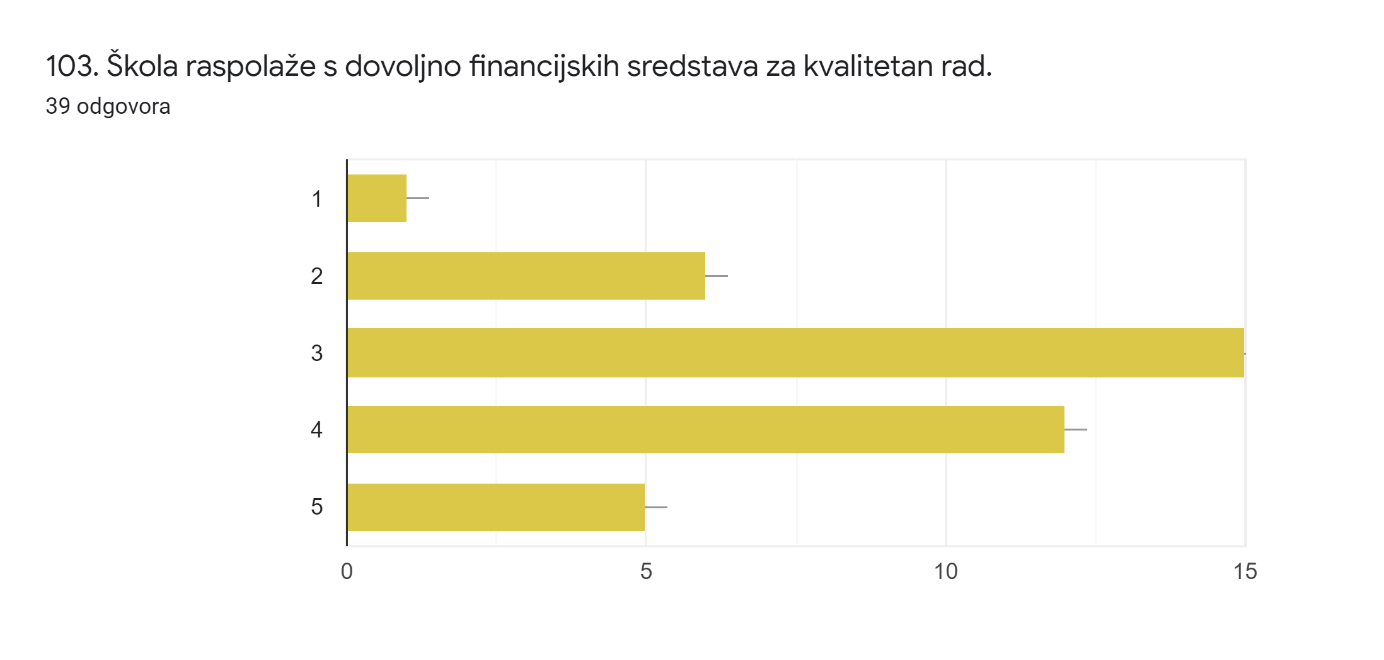 103. Škola raspolaže s dovoljno financijskih sredstava za kvalitetan rad.
39 odgovora
1
2
3
4
5
0 5 10 15